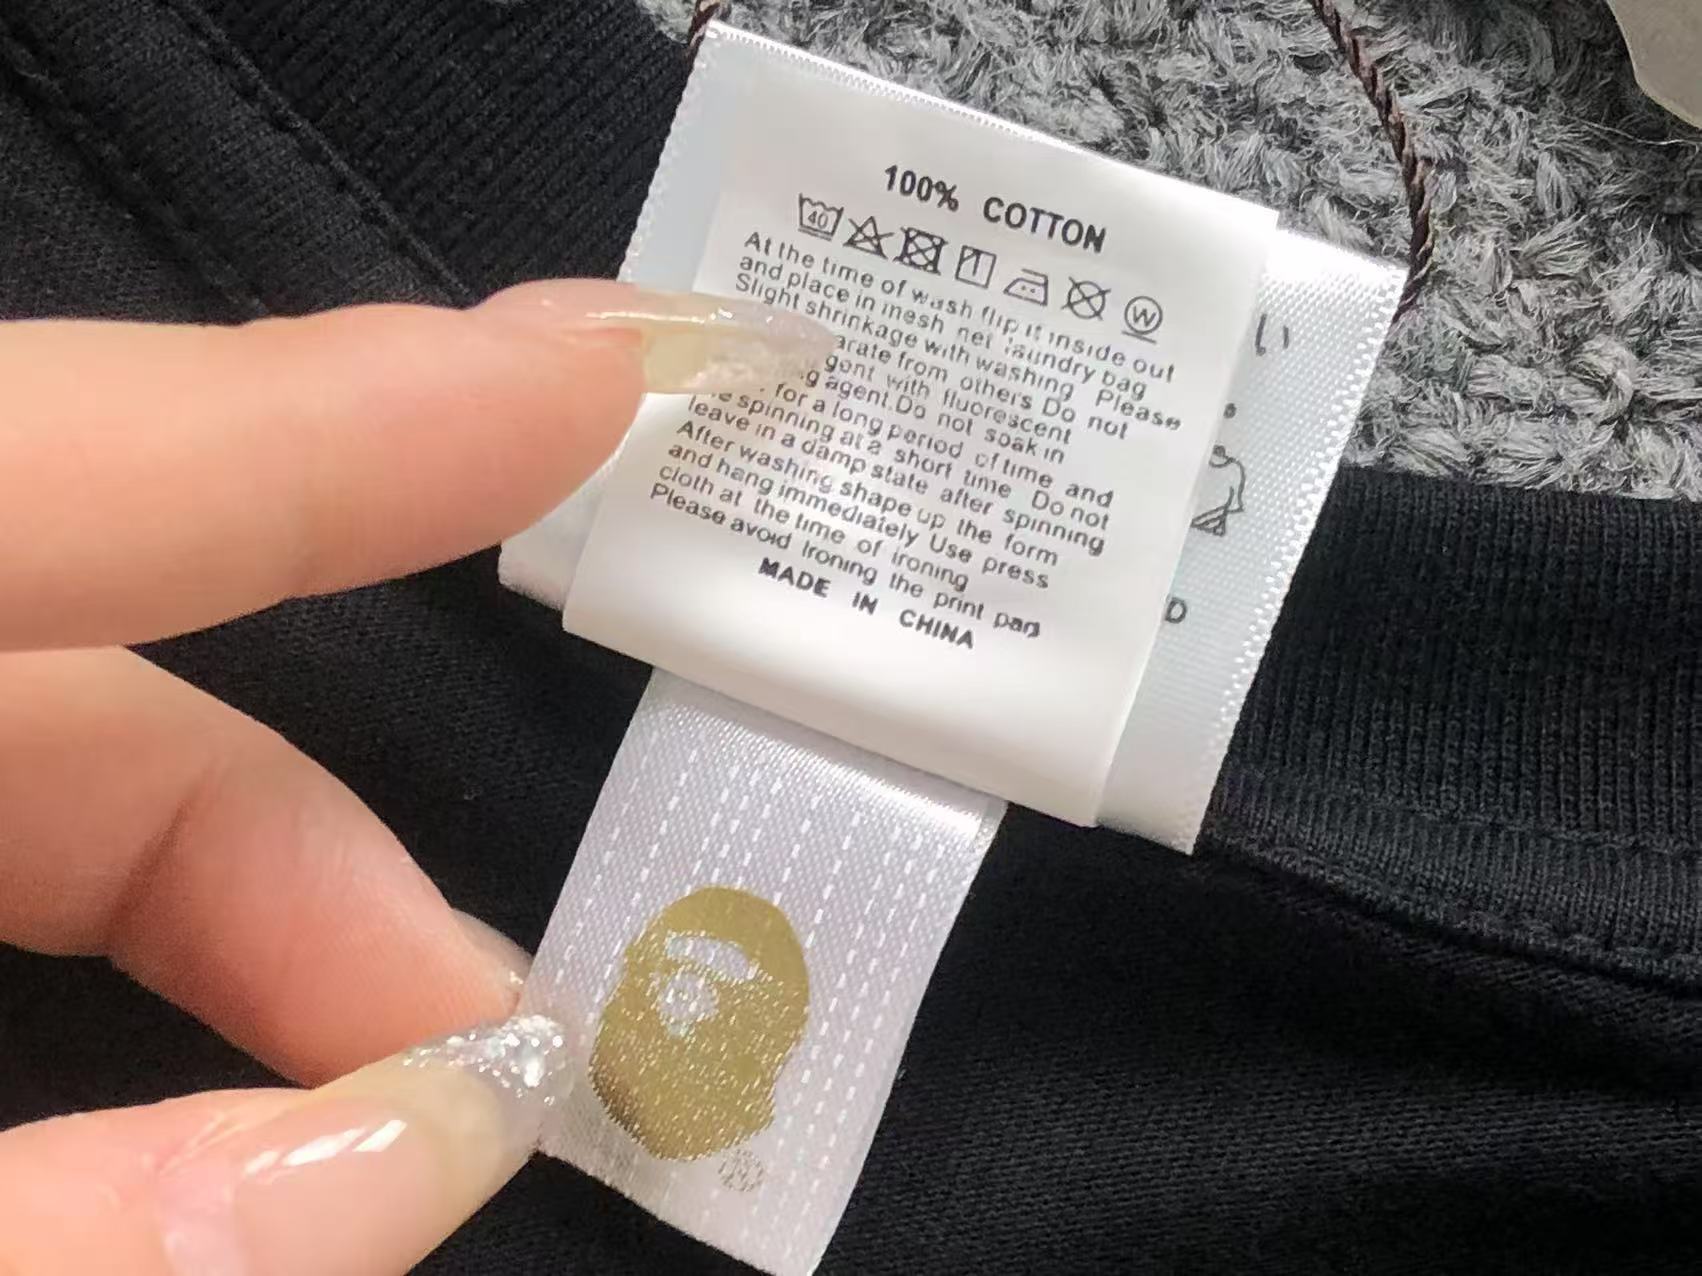 100% COTTON
40
W
At the time of wash flip it inside out
and place in mesh net laundry bag
Slight shrinkage with washing Please
arate from others Do not
gont with fluorescent
g agent.Do not soak in
for a long period of time and
e spinning at a short time Do not
leave in a damp state after spinning
After washing shape up the form
and hang immediately Use press
cloth at the time of ironing
Please avoid Ironing the print parj
MADE IN CHINA
い
D
®